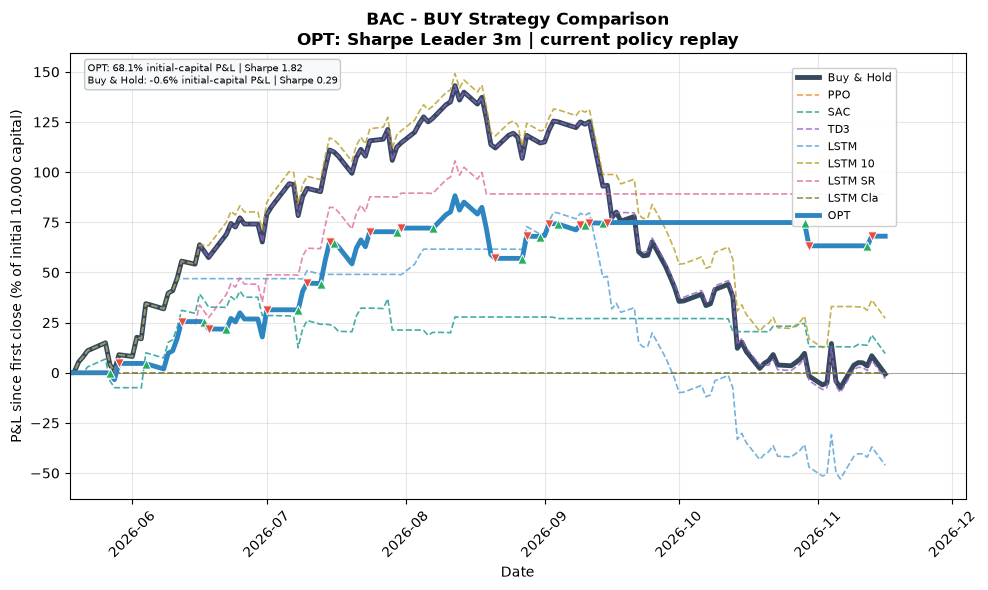 BAC - BUY Strategy Comparison
OPT: Sharpe Leader 3m | current policy replay
OPT: 68.1% initial-capital P&L | Sharpe 1.82
Buy & Hold: -0.6% initial-capital P&L | Sharpe 0.29
Buy & Hold
PPO
SAC
TD3
LSTM
LSTM 10
LSTM SR
LSTM Cla
OPT
P&L since first close (% of initial 10,000 capital)
150
125
100
75
50
25
0
−25
−50
2026-06
2026-07
2026-08
2026-09
2026-10
2026-11
2026-12
Date